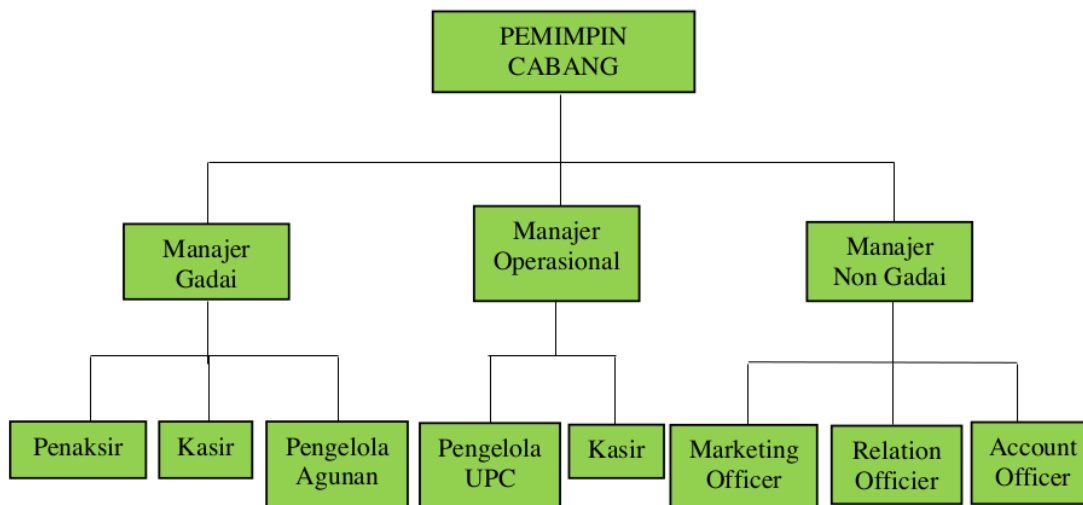 PEMIMPIN
CABANG
Manajer
Gadai
Manajer
Operasional
Manajer
Non Gadai
Penaksir
Kasir
Pengelola
Agunan
Pengelola
UPC
Kasir
Marketing
Officer
Relation
Officier
Account
Officer